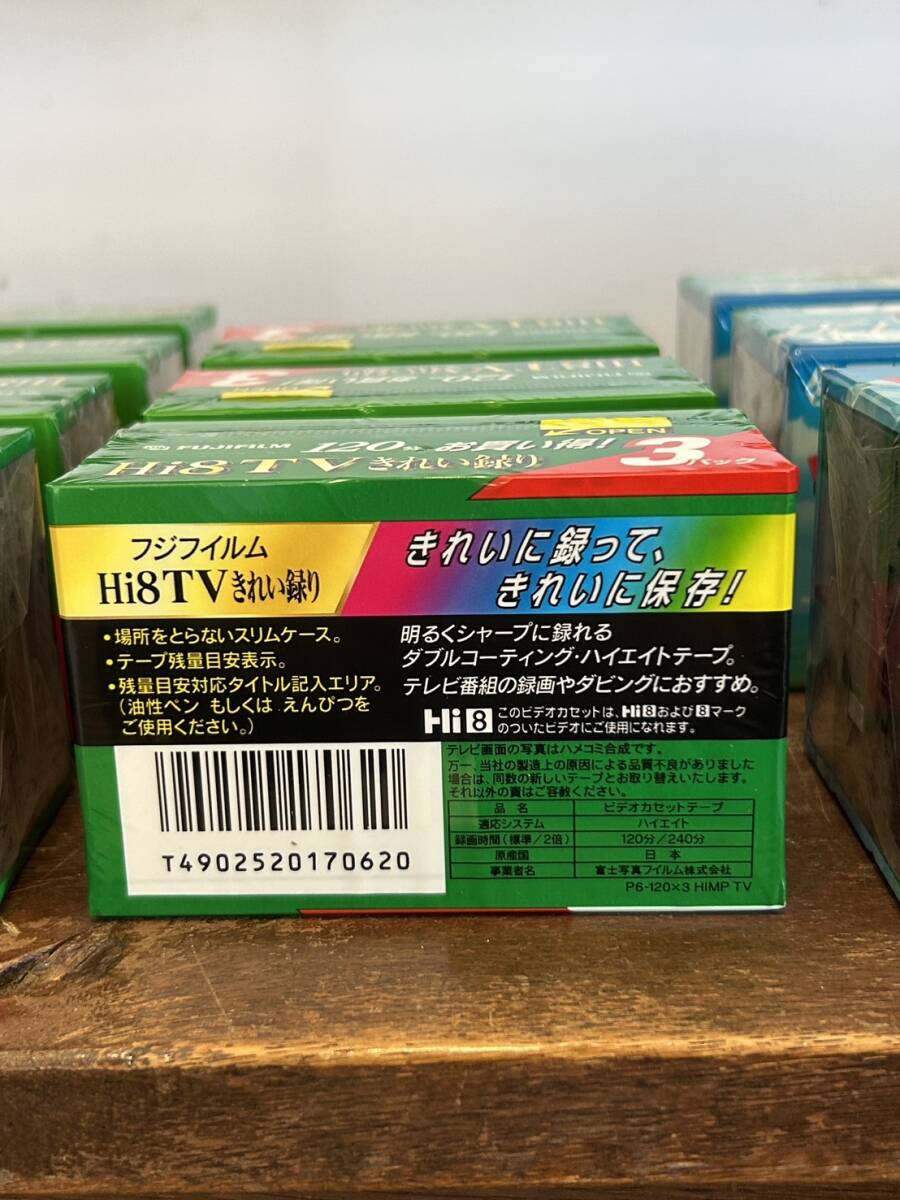 OPEN
FUJIFILM 120分 お買い得! 3パック
Hi8 TV きれい録り
フジフイルム
Hi8TVきれい録り
きれいに録って、
きれいに保存!
・場所をとらないスリムケース。
・テープ残量目安表示。
・残量目安対応タイトル記入エリア。
(油性ペン もしくは えんぴつを
ご使用ください。)
明るくシャープに録れる
ダブルコーティング・ハイエイトテープ。
テレビ番組の録画やダビングにおすすめ。
Hi8 このビデオカセットは、Hi8および8マーク
のついたビデオにご使用になれます。
テレビ画面の写真はハメコミ合成です。
万一、当社の製造上の原因による品質不良がありました
場合は、同数の新しいテープとお取り替えいたします。
それ以外の責はご容赦ください。
品名 ビデオカセットテープ
適応システム ハイエイト
録画時間(標準/2倍) 120分/240分
原産国 日本
事業者名 富士写真フイルム株式会社
P6-120×3 HIMP TV
T4902520170620